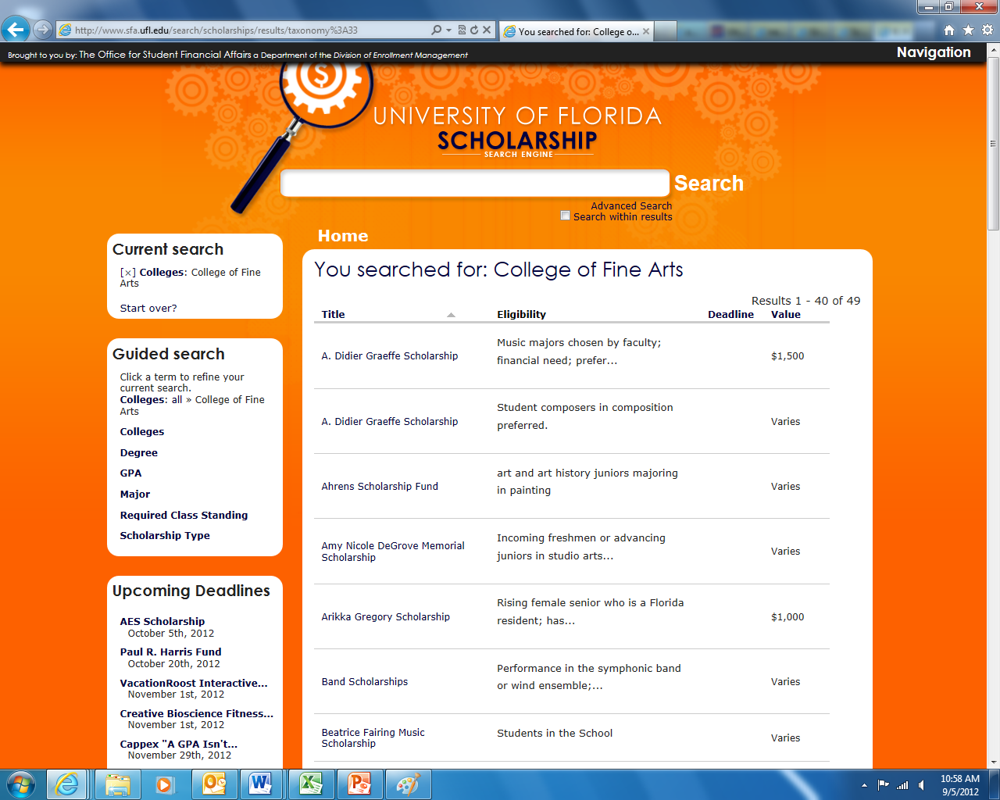 http://www.sfa.ufl.edu/search/scholarships/results/taxonomy%3A33
You searched for: College o...
Brought to you by: The Office for Student Financial Affairs a Department of the Division of Enrollment Management
Navigation
$
UNIVERSITY OF FLORIDA
SCHOLARSHIP
SEARCH ENGINE
Search
Advanced Search
Search within results
Home
Current search
[×] Colleges: College of Fine
Arts
Start over?
Guided search
Click a term to refine your
current search.
Colleges: all » College of Fine
Arts
Colleges
Degree
GPA
Major
Required Class Standing
Scholarship Type
Upcoming Deadlines
AES Scholarship
October 5th, 2012
Paul R. Harris Fund
October 20th, 2012
VacationRoost Interactive...
November 1st, 2012
Creative Bioscience Fitness...
November 1st, 2012
Cappex "A GPA Isn't...
November 29th, 2012
You searched for: College of Fine Arts
Results 1 - 40 of 49
Title Eligibility Deadline Value
A. Didier Graeffe Scholarship
Music majors chosen by faculty;
financial need; prefer...
$1,500
A. Didier Graeffe Scholarship
Student composers in composition
preferred.
Varies
Ahrens Scholarship Fund
art and art history juniors majoring
in painting
Varies
Amy Nicole DeGrove Memorial
Scholarship
Incoming freshmen or advancing
juniors in studio arts...
Varies
Arikka Gregory Scholarship
Rising female senior who is a Florida
resident; has...
$1,000
Band Scholarships
Performance in the symphonic band
or wind ensemble;...
Varies
Beatrice Fairing Music
Scholarship
Students in the School
Varies
10:58 AM
9/5/2012